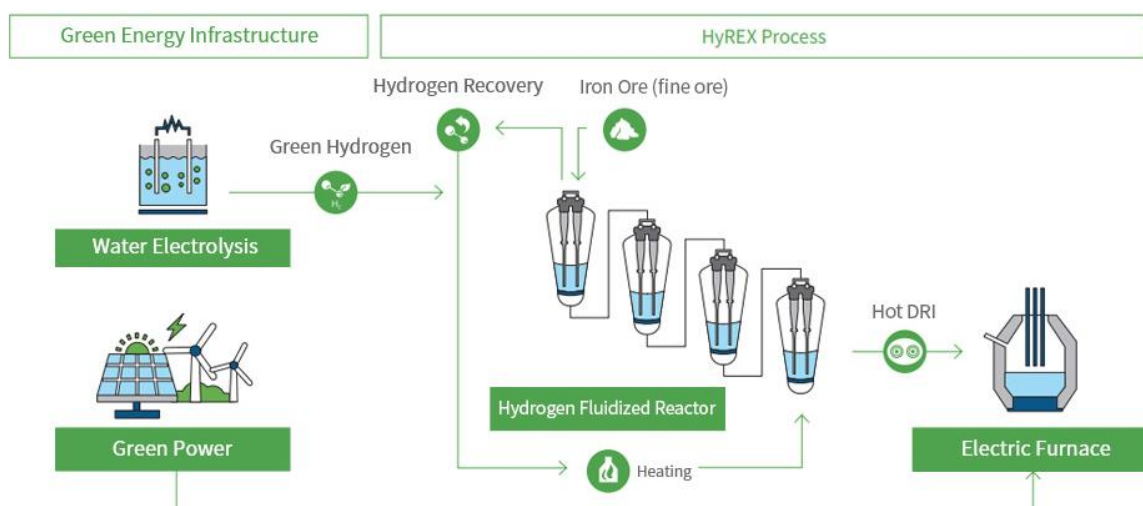 Green Energy Infrastructure
HyREX Process
Hydrogen Recovery
Iron Ore (fine ore)
Green Hydrogen
H₂
Water Electrolysis
Hot DRI
Hydrogen Fluidized Reactor
Green Power
Electric Furnace
Heating